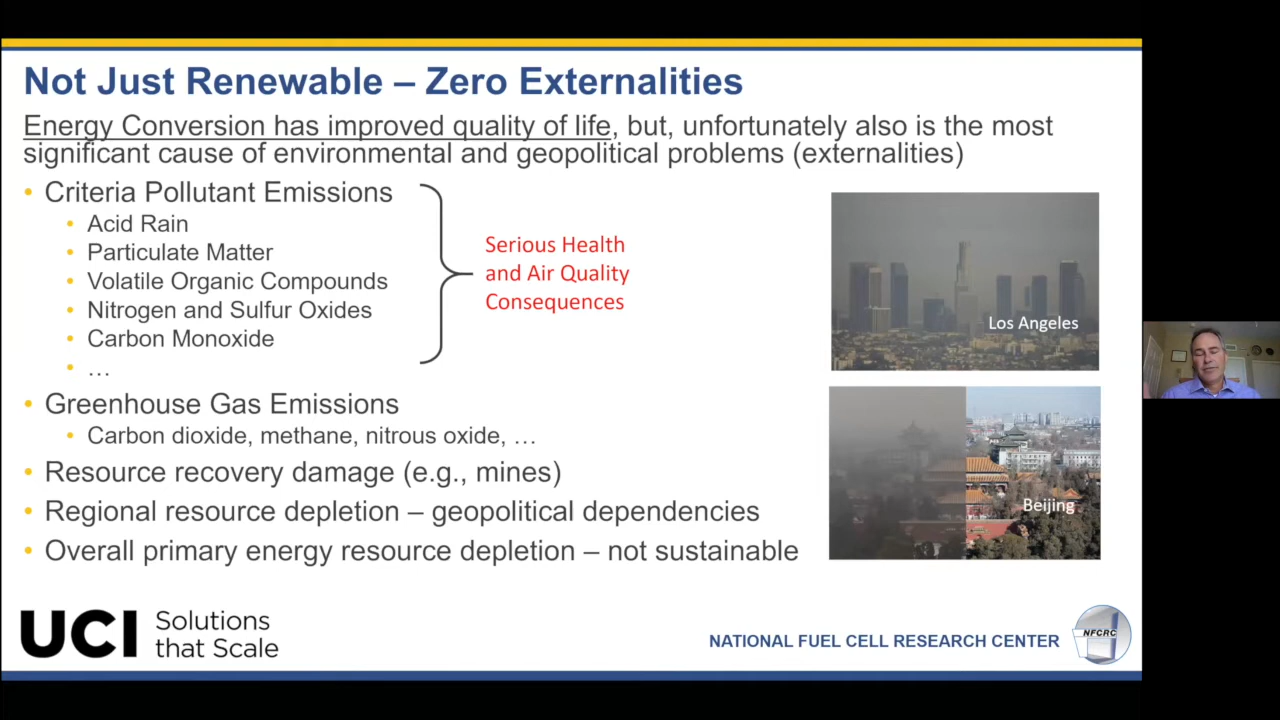 Not Just Renewable – Zero Externalities
Energy Conversion has improved quality of life, but, unfortunately also is the most
significant cause of environmental and geopolitical problems (externalities)
• Criteria Pollutant Emissions
• Acid Rain
• Particulate Matter
• Volatile Organic Compounds
• Nitrogen and Sulfur Oxides
• Carbon Monoxide
• …
Serious Health
and Air Quality
Consequences
• Greenhouse Gas Emissions
• Carbon dioxide, methane, nitrous oxide, …
• Resource recovery damage (e.g., mines)
• Regional resource depletion – geopolitical dependencies
• Overall primary energy resource depletion – not sustainable
Los Angeles
Beijing
UCI
Solutions
that Scale
NATIONAL FUEL CELL RESEARCH CENTER
NFCRC